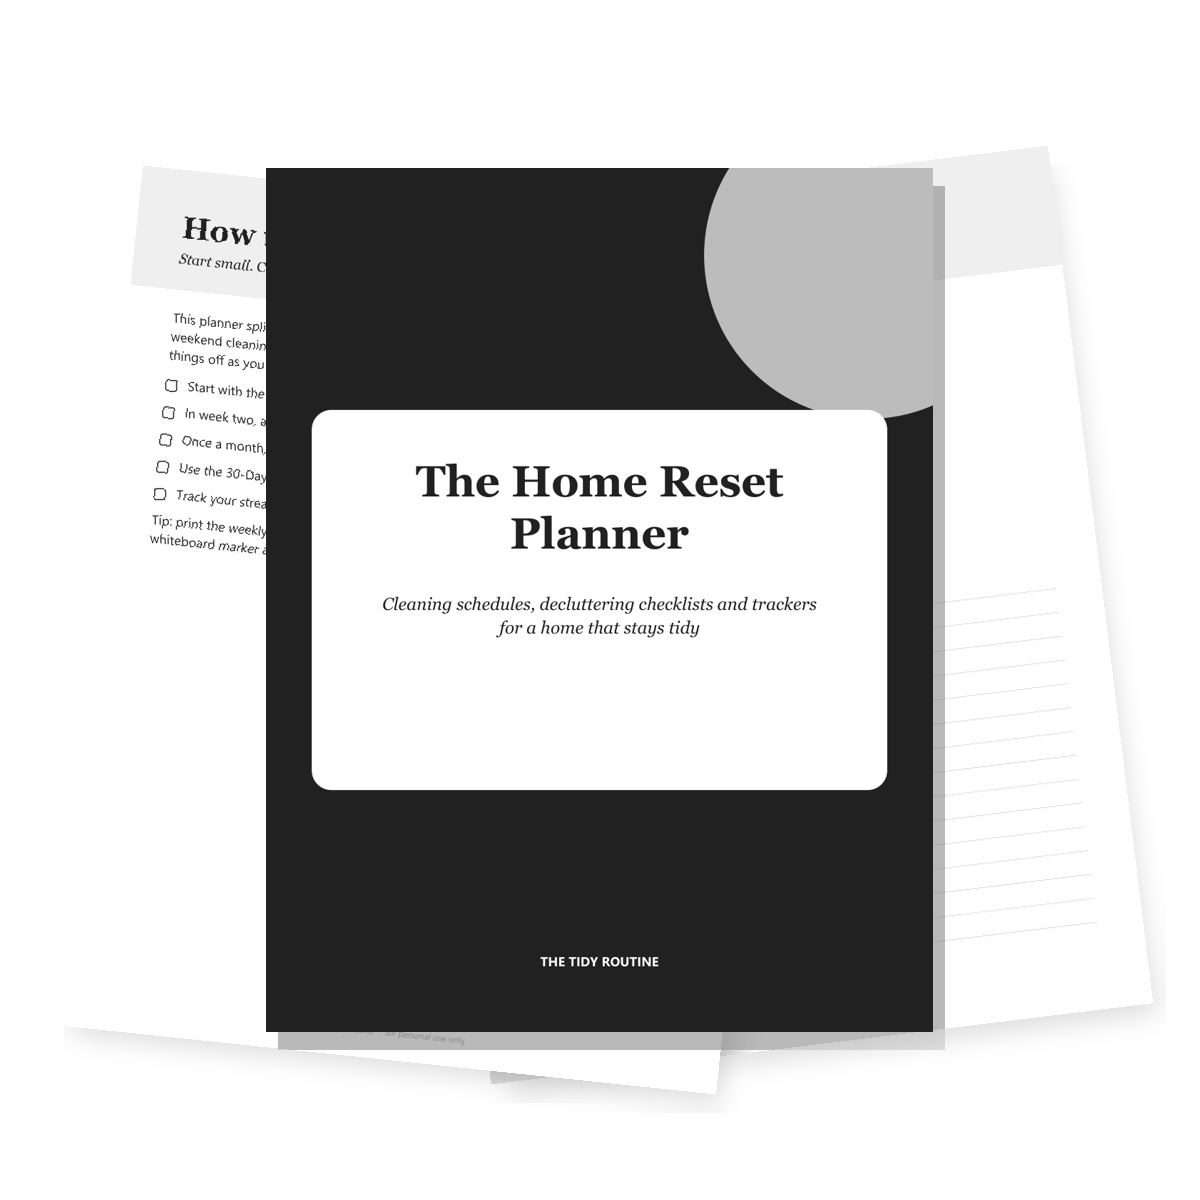 How
Start small. C
This planner spli
weekend cleanin
things off as you
Start with the
In week two, a
Once a month,
Use the 30-Day
Track your strea
Tip: print the weekly
whiteboard marker a
The Home Reset
Planner
Cleaning schedules, decluttering checklists and trackers
for a home that stays tidy
THE TIDY ROUTINE
for personal use only